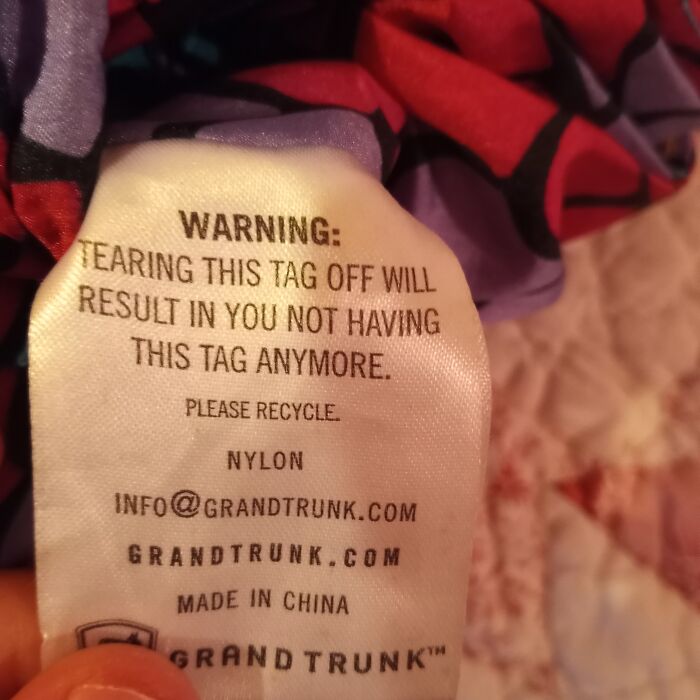 WARNING:
TEARING THIS TAG OFF WILL
RESULT IN YOU NOT HAVING
THIS TAG ANYMORE.
PLEASE RECYCLE.
NYLON
INFO@GRANDTRUNK.COM
GRANDTRUNK.COM
MADE IN CHINA
GRAND TRUNK™